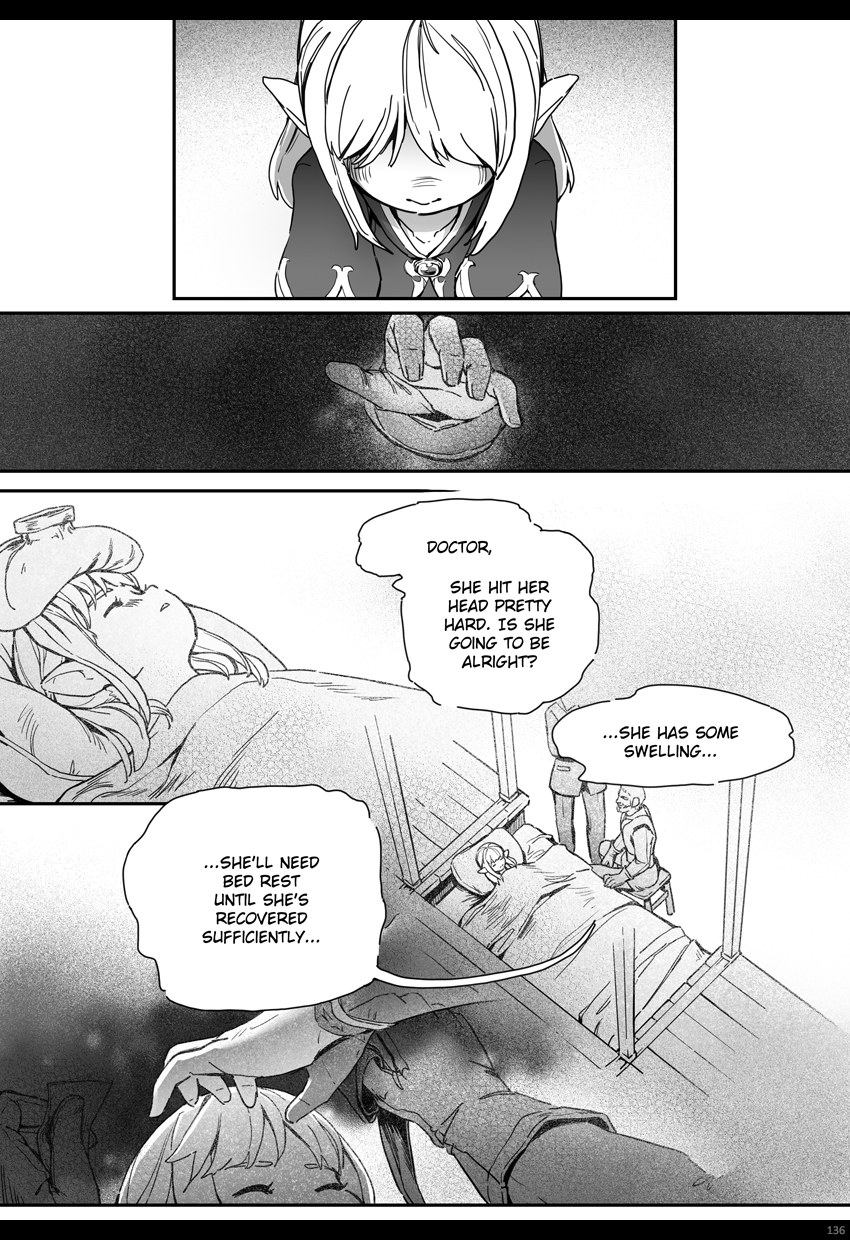 DOCTOR,
SHE HIT HER
HEAD PRETTY
HARD. IS SHE
GOING TO BE
ALRIGHT?
...SHE HAS SOME
SWELLING...
...SHE'LL NEED
BED REST
UNTIL SHE'S
RECOVERED
SUFFICIENTLY...
136